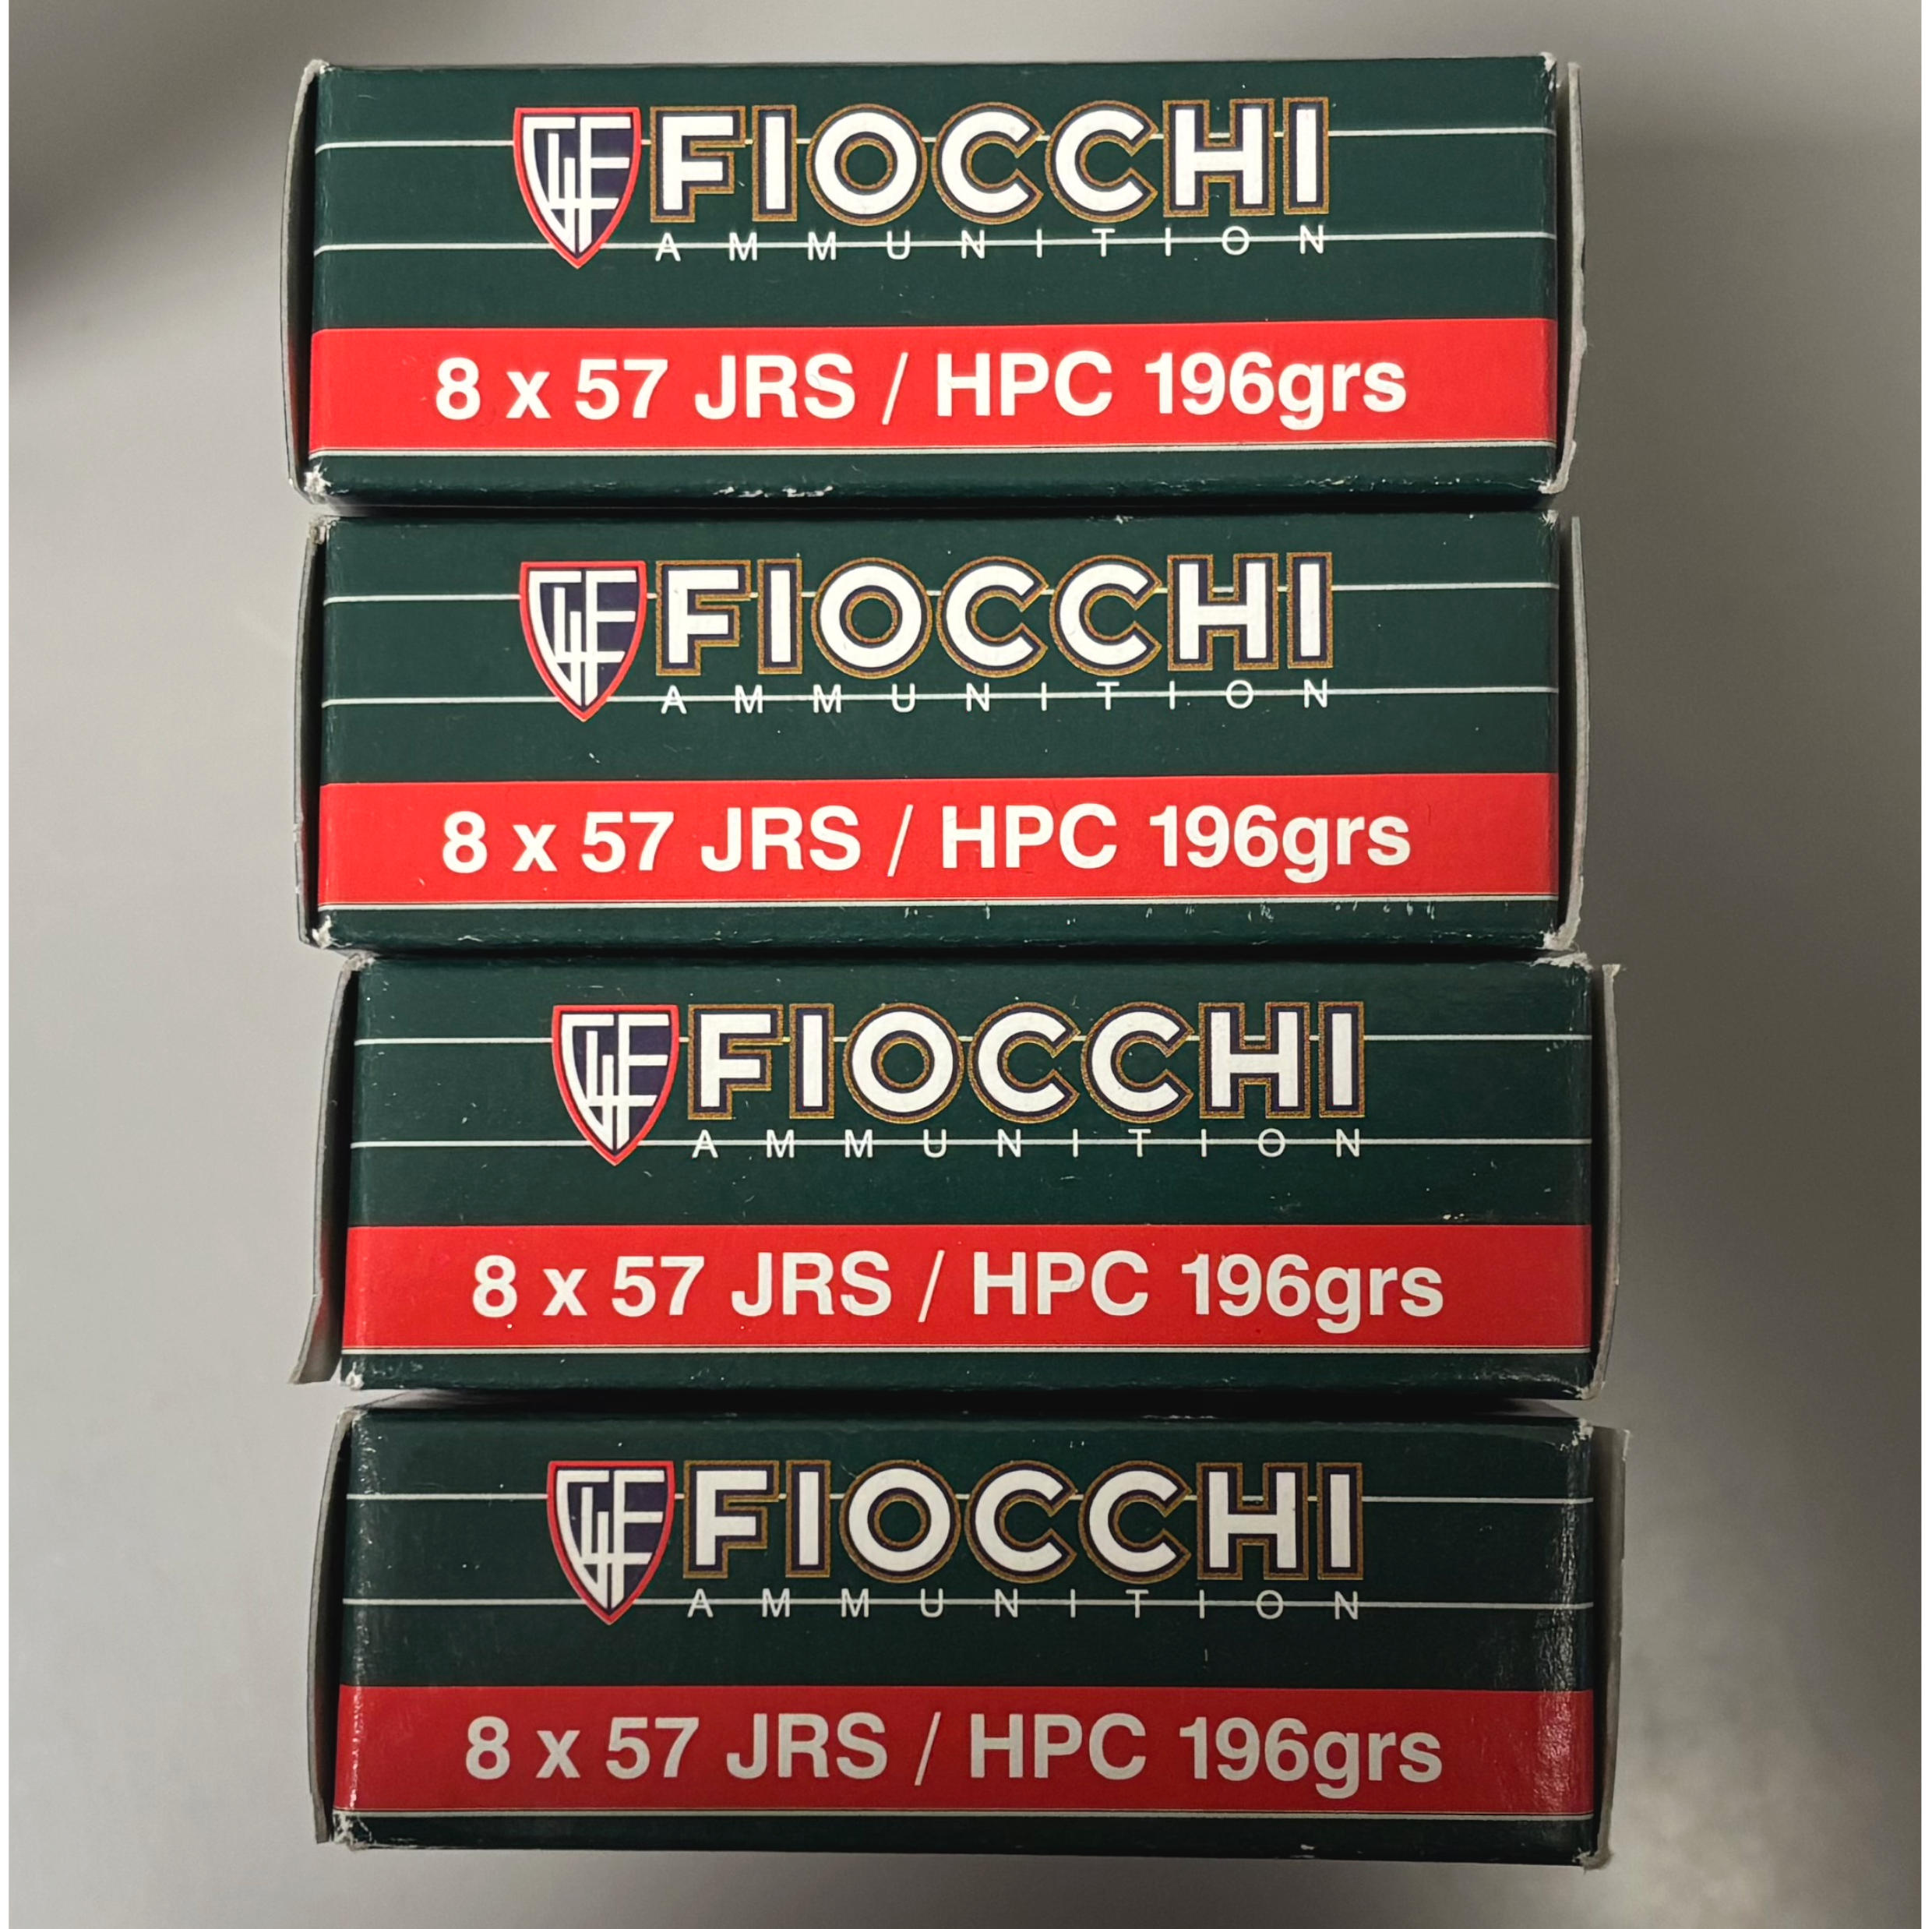 FIOCCHI
AMMUNITION
8 x 57 JRS / HPC 196grs
FIOCCHI
AMMUNITION
8 x 57 JRS / HPC 196grs
FIOCCHI
AMMUNITION
8 x 57 JRS / HPC 196grs
FIOCCHI
AMMUNITION
8 x 57 JRS / HPC 196grs